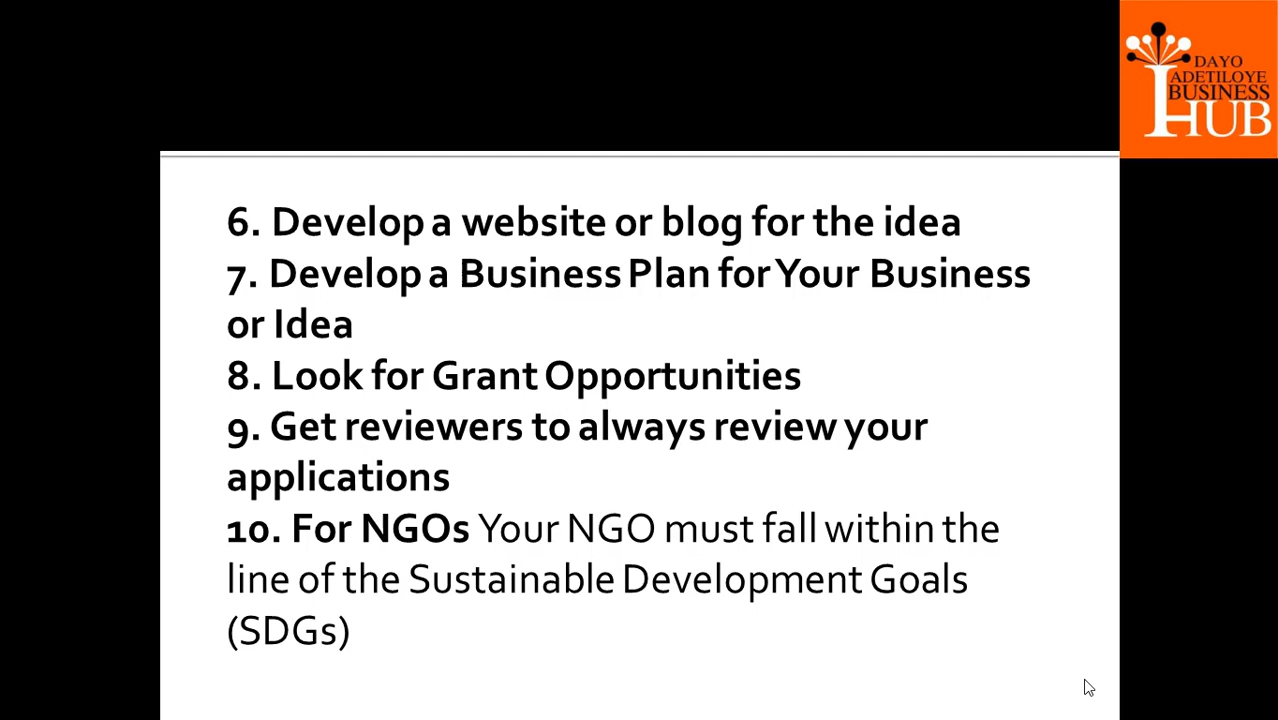 DAYO
ADETILOYE
BUSINESS
HUB
6. Develop a website or blog for the idea
7. Develop a Business Plan for Your Business
or Idea
8. Look for Grant Opportunities
9. Get reviewers to always review your
applications
10. For NGOs Your NGO must fall within the
line of the Sustainable Development Goals
(SDGs)